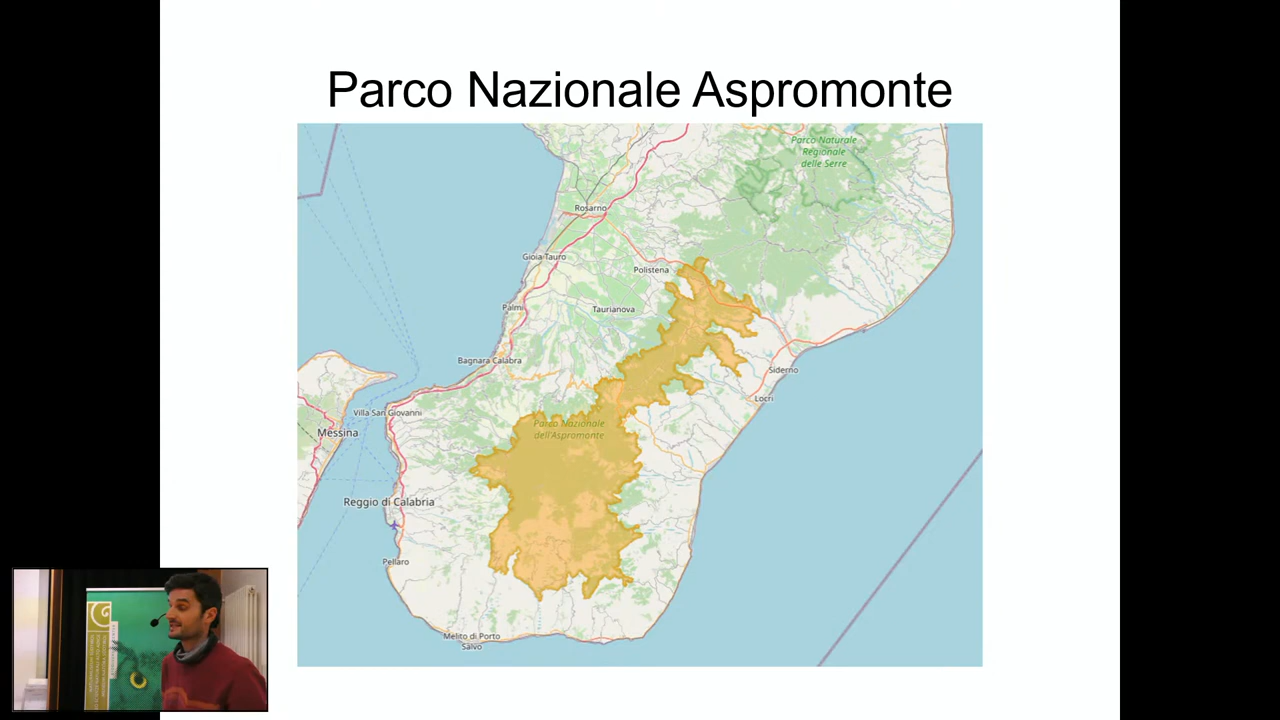 Parco Nazionale Aspromonte
Parco Naturale
Regionale
delle Serre
Rosarno
Gioia Tauro
Polistena
Palmi
Taurianova
Bagnara Calabra
Siderno
Locri
Villa San Giovanni
Parco Nazionale
dell'Aspromonte
Messina
Reggio di Calabria
Pellaro
Melito di Porto
Salvo